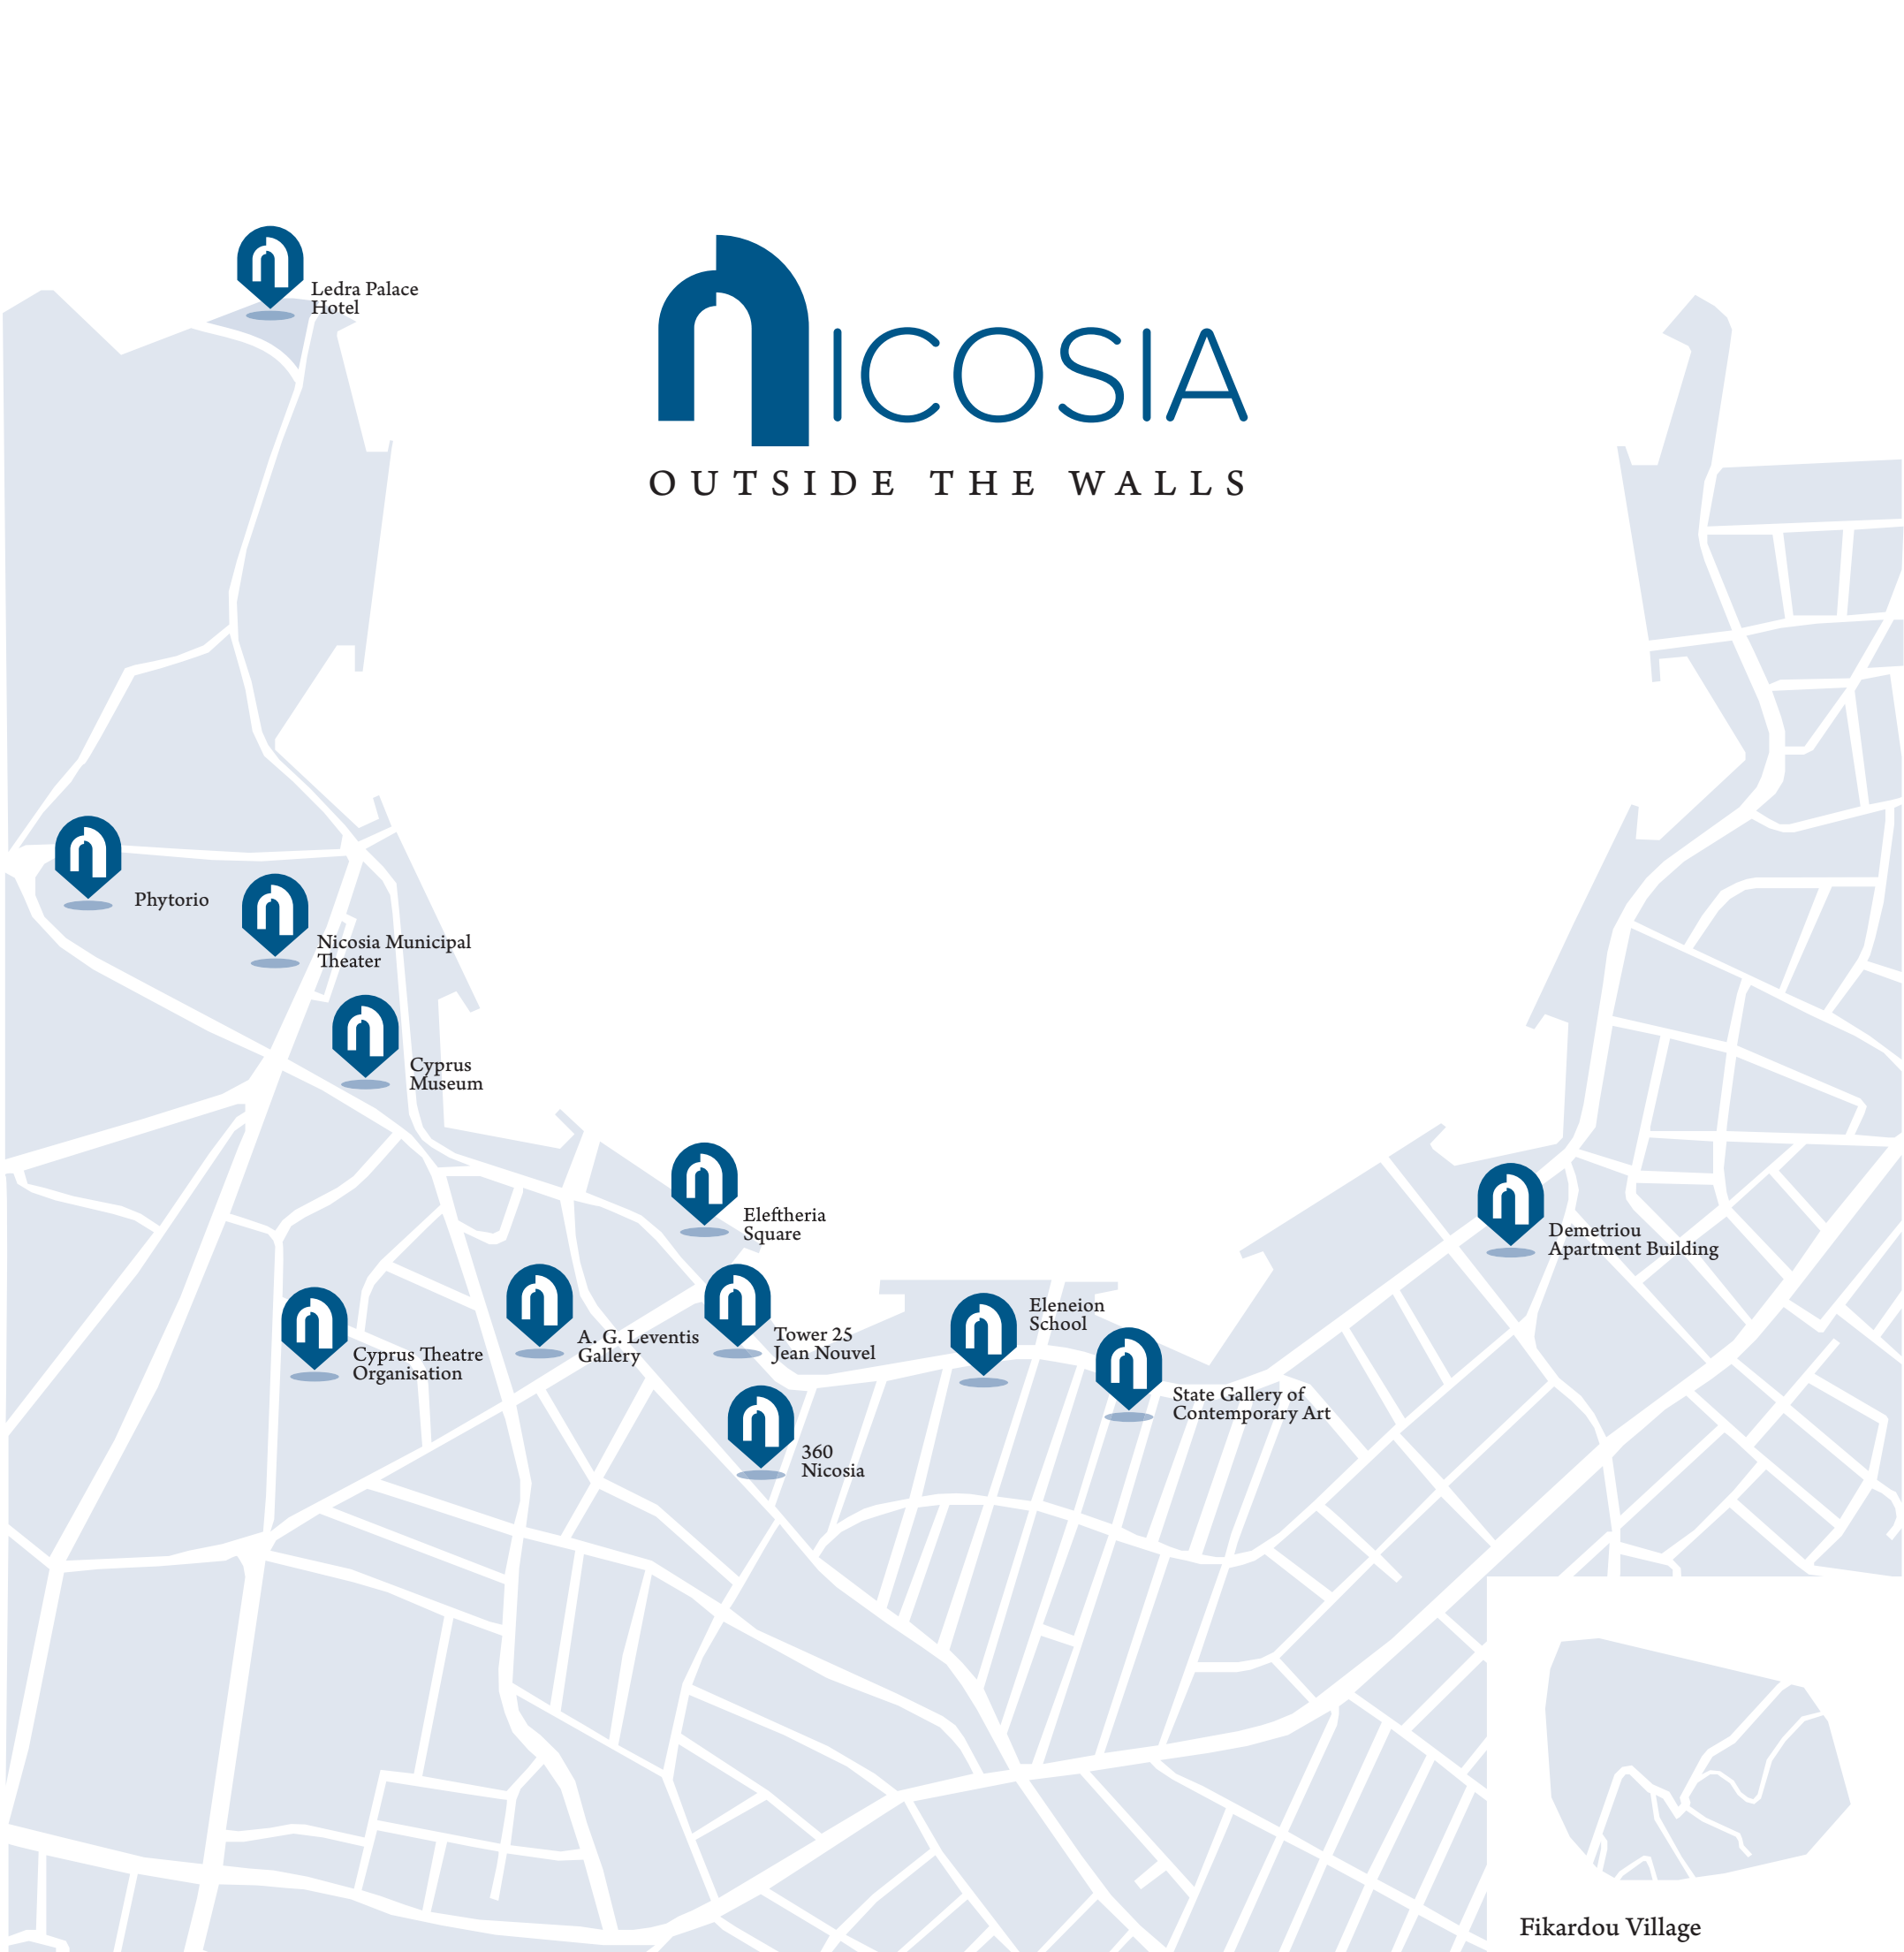 NICOSIA
OUTSIDE THE WALLS
Ledra Palace
Hotel
Phytorio
Nicosia Municipal
Theater
Cyprus
Museum
Eleftheria
Square
Demetriou
Apartment Building
Eleneion
School
A. G. Leventis
Gallery
Tower 25
Jean Nouvel
Cyprus Theatre
Organisation
State Gallery of
Contemporary Art
360
Nicosia
Fikardou Village